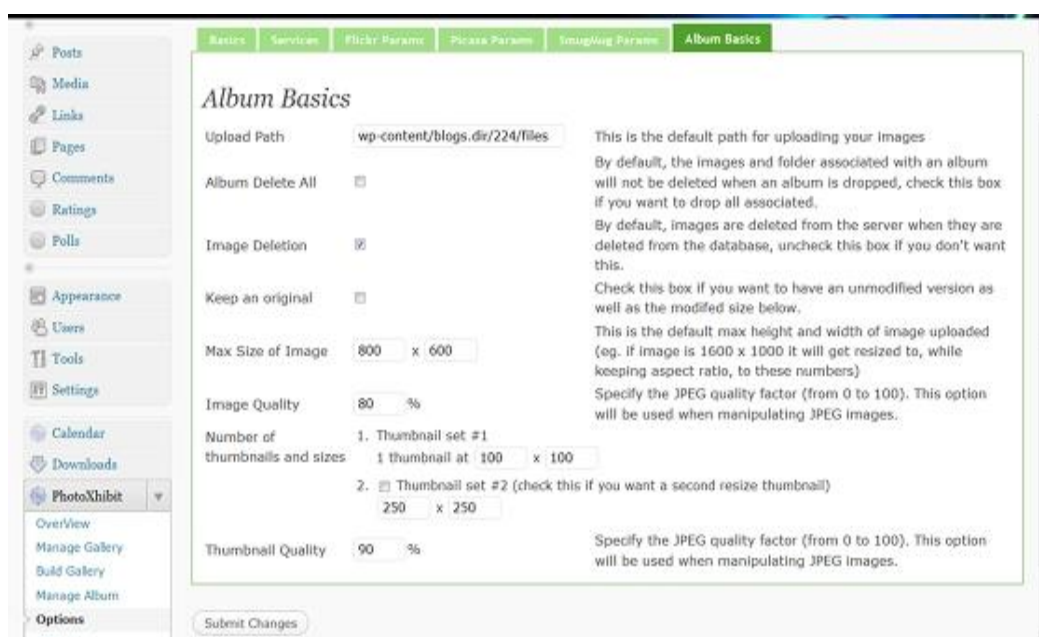 Basics Services Flickr Params Picasa Params SmugMug Params Album Basics
Posts
Media
Links
Pages
Comments
Ratings
Polls
Appearance
Users
Tools
Settings
Calendar
Downloads
PhotoXhibit
OverView
Manage Gallery
Build Gallery
Manage Album
Options
Album Basics
Upload Path wp-content/blogs.dir/224/files This is the default path for uploading your images
Album Delete All
By default, the images and folder associated with an album
will not be deleted when an album is dropped, check this box
if you want to drop all associated.
Image Deletion
By default, images are deleted from the server when they are
deleted from the database, uncheck this box if you don't want
this.
Keep an original
Check this box if you want to have an unmodified version as
well as the modifed size below.
Max Size of Image 800 x 600
This is the default max height and width of image uploaded
(eg. if image is 1600 x 1000 it will get resized to, while
keeping aspect ratio, to these numbers)
Image Quality 80 %
Specify the JPEG quality factor (from 0 to 100). This option
will be used when manipulating JPEG images.
Number of
thumbnails and sizes
1. Thumbnail set #1
1 thumbnail at 100 x 100
2. Thumbnail set #2 (check this if you want a second resize thumbnail)
250 x 250
Thumbnail Quality 90 %
Specify the JPEG quality factor (from 0 to 100). This option
will be used when manipulating JPEG images.
Submit Changes